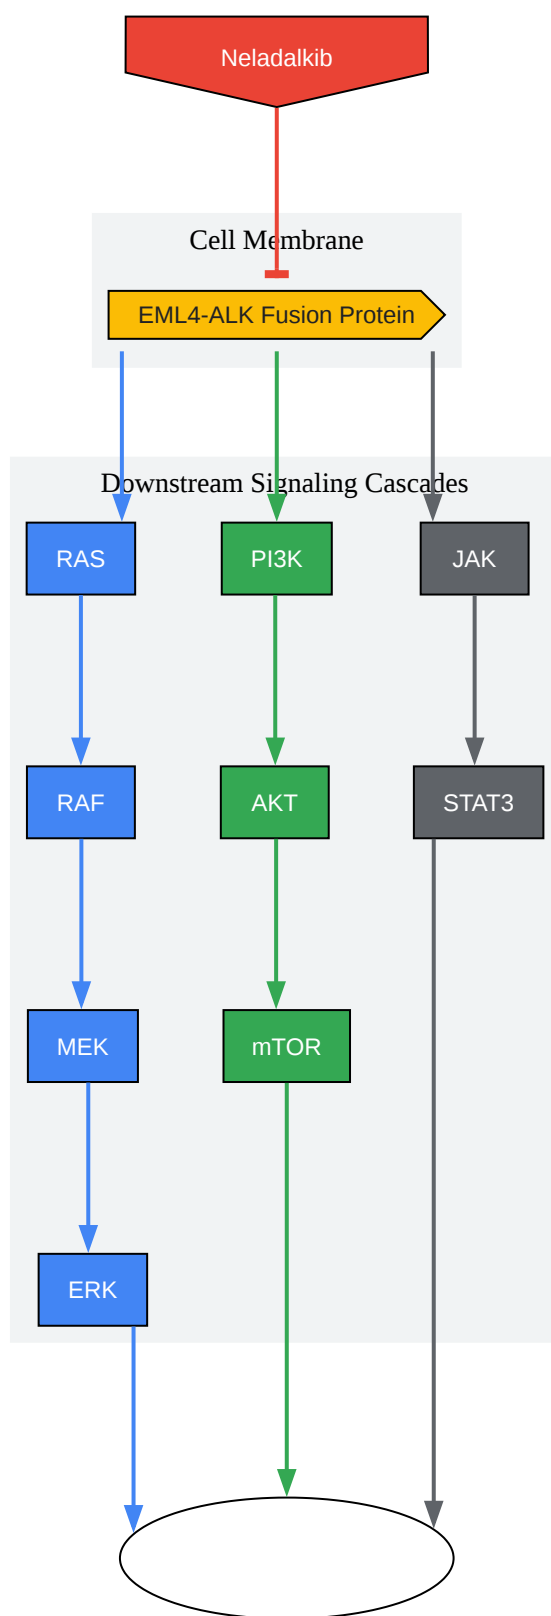 Neladalkib
Cell Membrane
EML4-ALK Fusion Protein
Downstream Signaling Cascades
RAS
PI3K
JAK
RAF
AKT
STAT3
MEK
mTOR
ERK